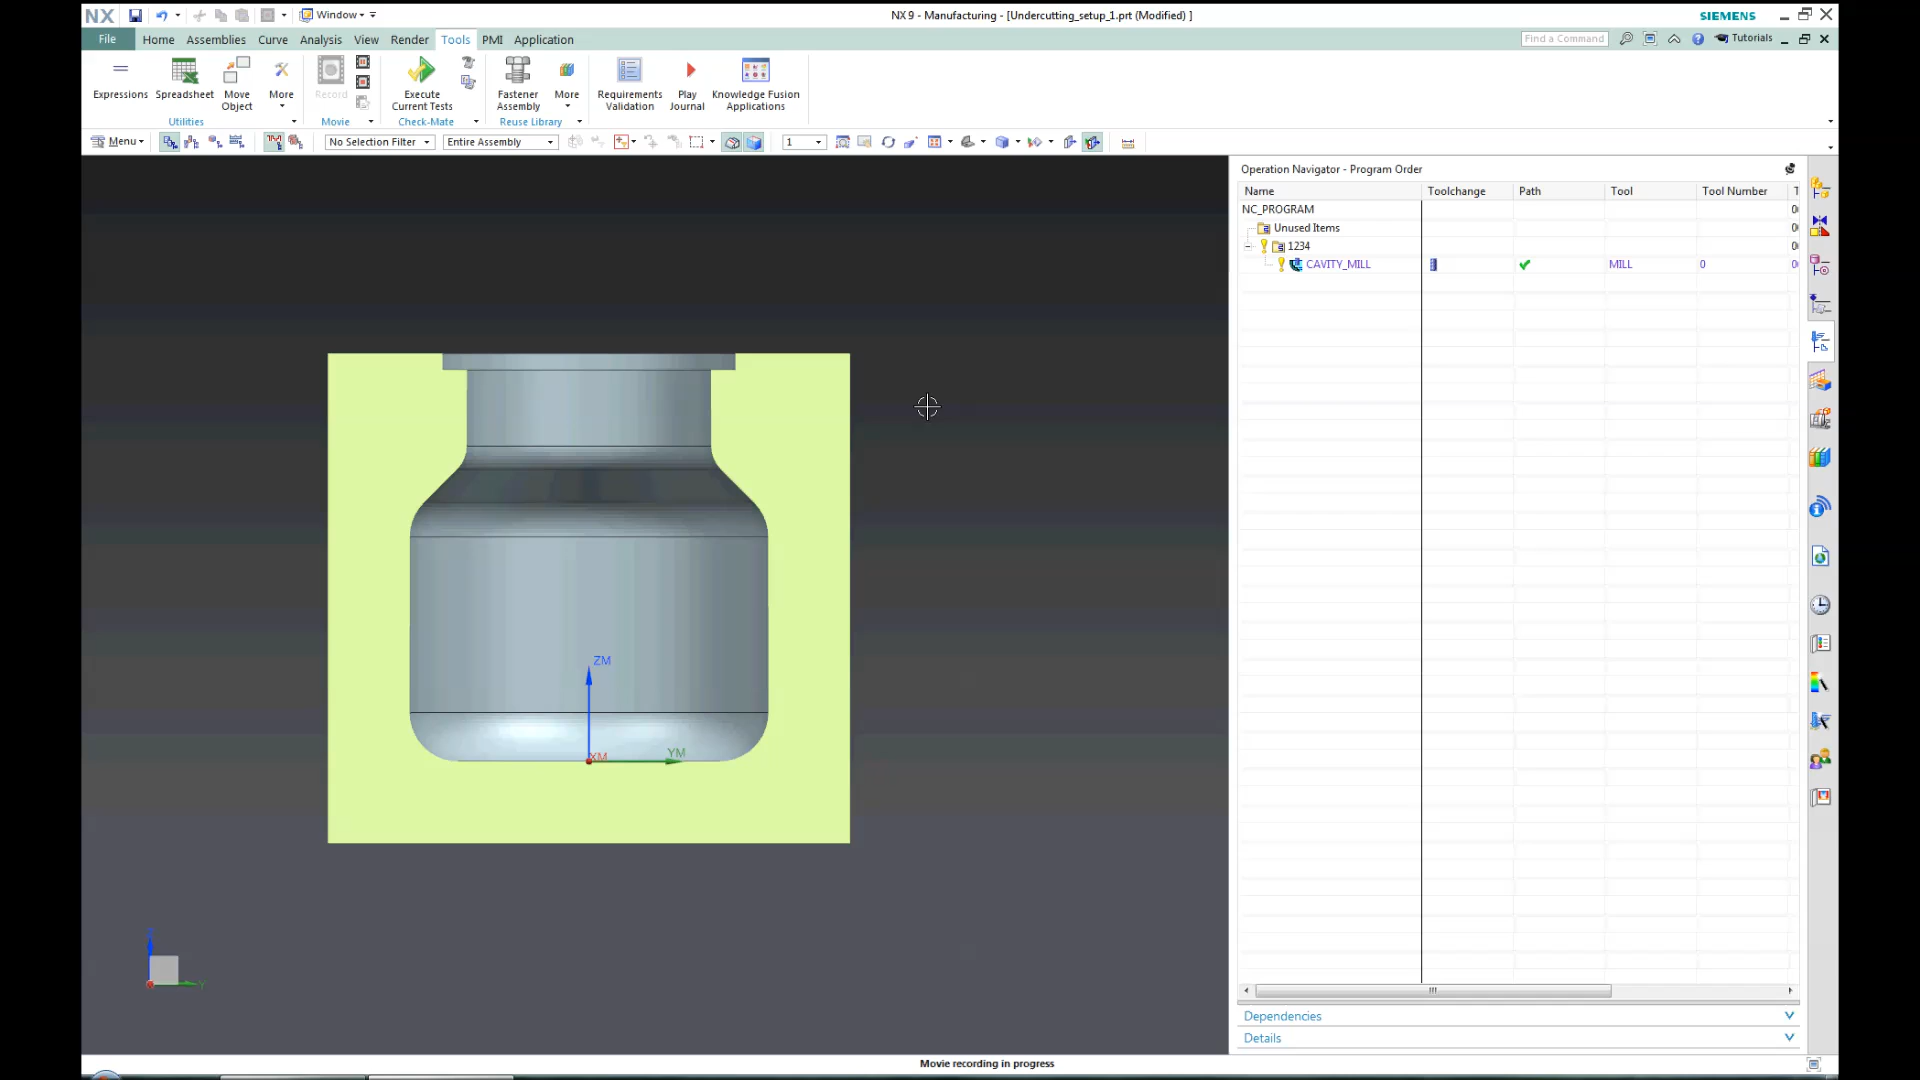 NX
Window
NX 9 - Manufacturing - [Undercutting_setup_1.prt (Modified) ]
SIEMENS
File Home Assemblies Curve Analysis View Render Tools PMI Application
Find a Command
Tutorials
Expressions
Spreadsheet
Move Object
More
Utilities
Record
Movie
Execute Current Tests
Check-Mate
Fastener Assembly
More
Reuse Library
Requirements Validation
Play Journal
Knowledge Fusion Applications
Menu
No Selection Filter
Entire Assembly
1
Operation Navigator - Program Order
Name Toolchange Path Tool Tool Number T
NC_PROGRAM
Unused Items
1234
CAVITY_MILL MILL 0
ZM
XM
YM
Z
Y
Dependencies
Details
Movie recording in progress